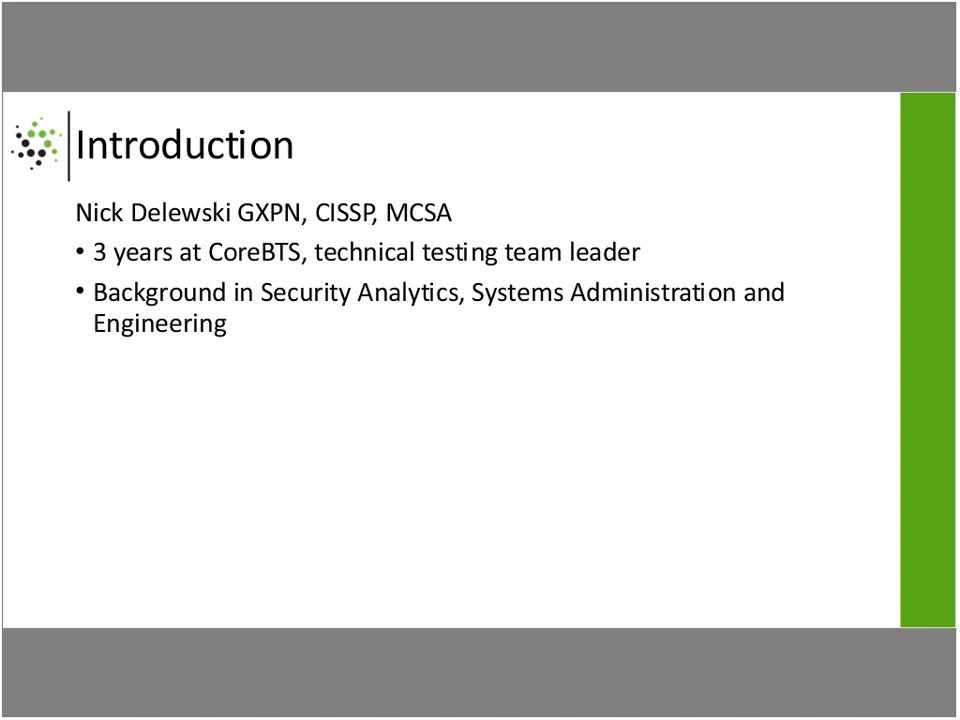 Introduction
Nick Delewski GXPN, CISSP, MCSA
• 3 years at CoreBTS, technical testing team leader
• Background in Security Analytics, Systems Administration and
Engineering